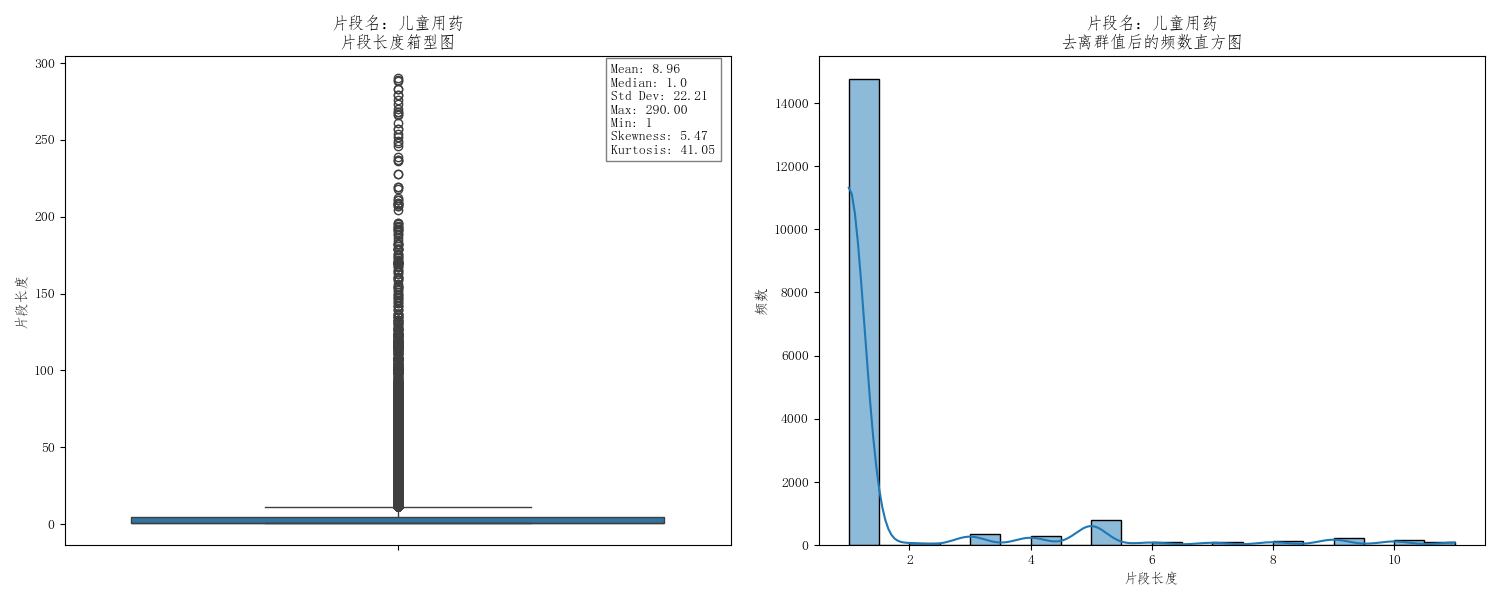 片段名：儿童用药
片段长度箱型图
300
250
200
150
100
50
0
片段长度
Mean: 8.96
Median: 1.0
Std Dev: 22.21
Max: 290.00
Min: 1
Skewness: 5.47
Kurtosis: 41.05
片段名：儿童用药
去离群值后的频数直方图
14000
12000
10000
8000
6000
4000
2000
0
频数
2 4 6 8 10
片段长度